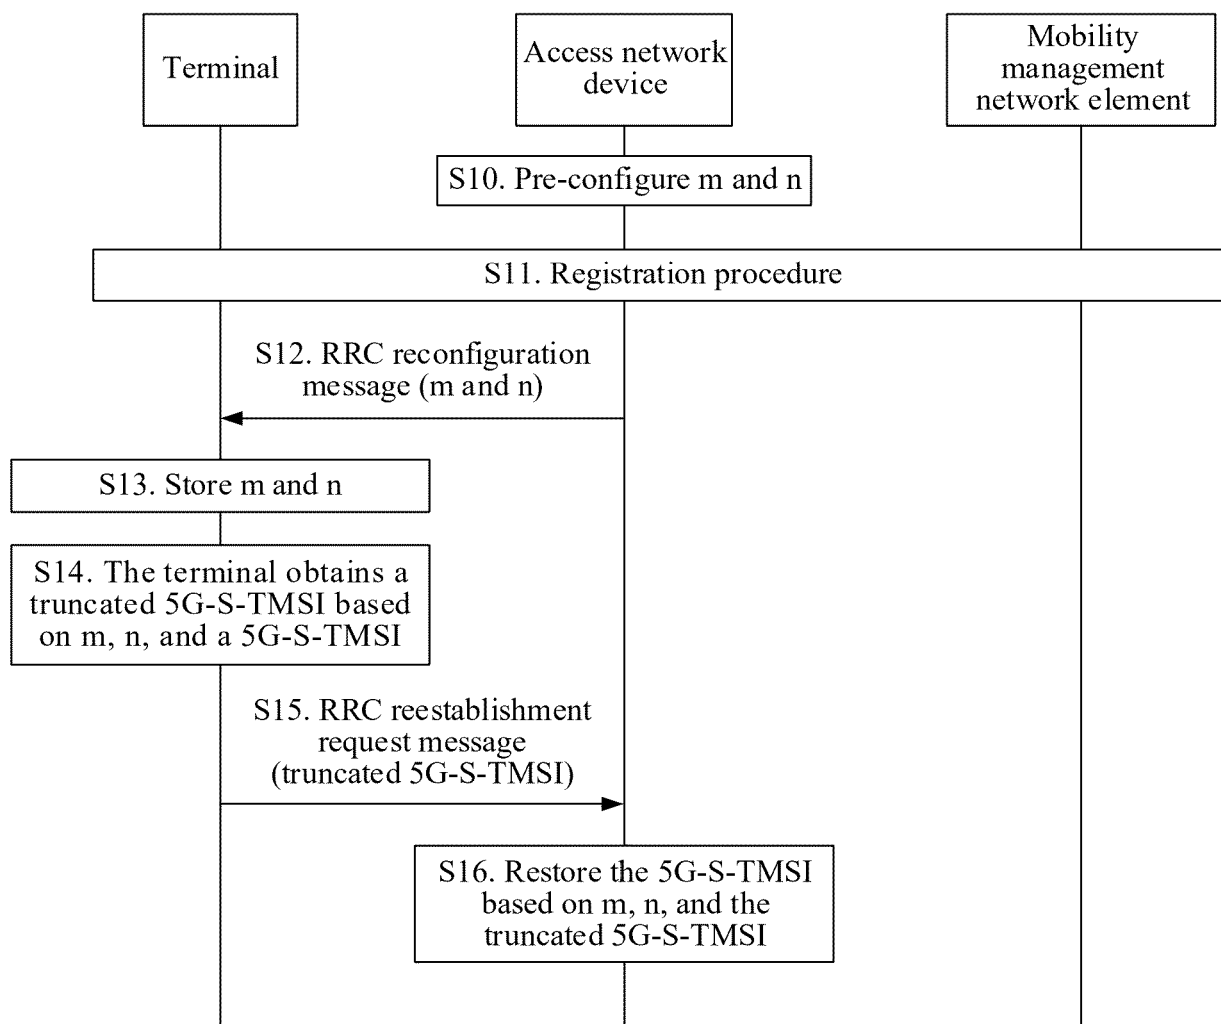 Terminal
Access network
device
Mobility
management
network element
S10. Pre-configure m and n
S11. Registration procedure
S12. RRC reconfiguration
message (m and n)
S13. Store m and n
S14. The terminal obtains a
truncated 5G-S-TMSI based
on m, n, and a 5G-S-TMSI
S15. RRC reestablishment
request message
(truncated 5G-S-TMSI)
S16. Restore the 5G-S-TMSI
based on m, n, and the
truncated 5G-S-TMSI